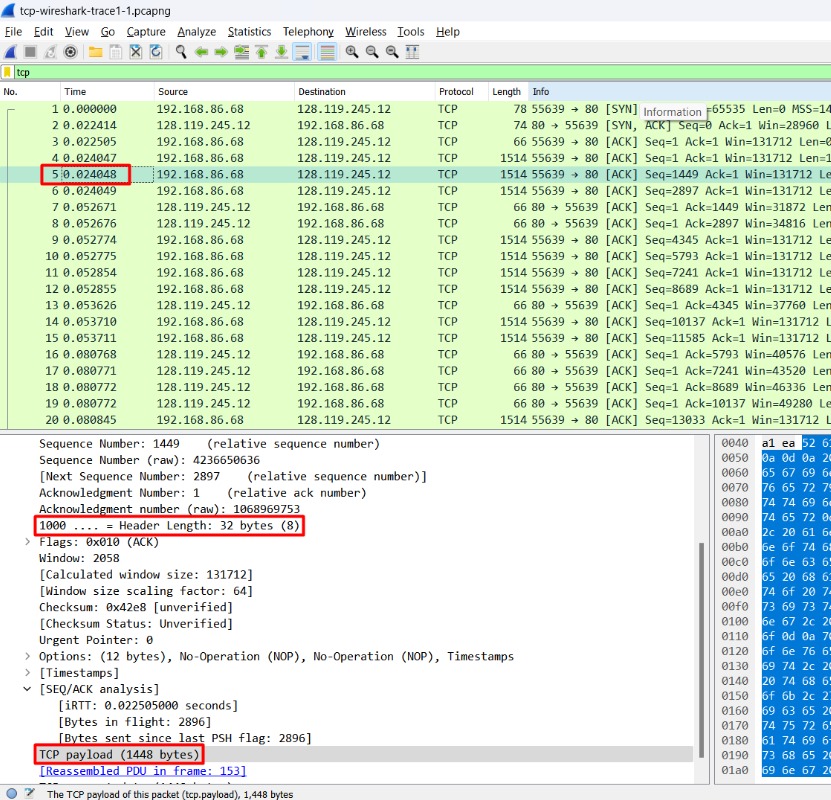 tcp-wireshark-trace1-1.pcapng
File Edit View Go Capture Analyze Statistics Telephony Wireless Tools Help
tcp
No. Time Source Destination Protocol Length Info
1 0.000000 192.168.86.68 128.119.245.12 TCP 78 55639 → 80 [SYN] =65535 Len=0 MSS=14
Information
2 0.022414 128.119.245.12 192.168.86.68 TCP 74 80 → 55639 [SYN, ACK] Seq=0 Ack=1 Win=28960 L
3 0.022505 192.168.86.68 128.119.245.12 TCP 66 55639 → 80 [ACK] Seq=1 Ack=1 Win=131712 Len=0
4 0.024047 192.168.86.68 128.119.245.12 TCP 1514 55639 → 80 [ACK] Seq=1 Ack=1 Win=131712 Len=1
5 0.024048 192.168.86.68 128.119.245.12 TCP 1514 55639 → 80 [ACK] Seq=1449 Ack=1 Win=131712 Le
6 0.024049 192.168.86.68 128.119.245.12 TCP 1514 55639 → 80 [ACK] Seq=2897 Ack=1 Win=131712 Le
7 0.052671 128.119.245.12 192.168.86.68 TCP 66 80 → 55639 [ACK] Seq=1 Ack=1449 Win=31872 Len
8 0.052676 128.119.245.12 192.168.86.68 TCP 66 80 → 55639 [ACK] Seq=1 Ack=2897 Win=34816 Len
9 0.052774 192.168.86.68 128.119.245.12 TCP 1514 55639 → 80 [ACK] Seq=4345 Ack=1 Win=131712 Le
10 0.052775 192.168.86.68 128.119.245.12 TCP 1514 55639 → 80 [ACK] Seq=5793 Ack=1 Win=131712 Le
11 0.052854 192.168.86.68 128.119.245.12 TCP 1514 55639 → 80 [ACK] Seq=7241 Ack=1 Win=131712 Le
12 0.052855 192.168.86.68 128.119.245.12 TCP 1514 55639 → 80 [ACK] Seq=8689 Ack=1 Win=131712 Le
13 0.053626 128.119.245.12 192.168.86.68 TCP 66 80 → 55639 [ACK] Seq=1 Ack=4345 Win=37760 Len
14 0.053710 192.168.86.68 128.119.245.12 TCP 1514 55639 → 80 [ACK] Seq=10137 Ack=1 Win=131712 L
15 0.053711 192.168.86.68 128.119.245.12 TCP 1514 55639 → 80 [ACK] Seq=11585 Ack=1 Win=131712 L
16 0.080768 128.119.245.12 192.168.86.68 TCP 66 80 → 55639 [ACK] Seq=1 Ack=5793 Win=40576 Len
17 0.080771 128.119.245.12 192.168.86.68 TCP 66 80 → 55639 [ACK] Seq=1 Ack=7241 Win=43520 Len
18 0.080772 128.119.245.12 192.168.86.68 TCP 66 80 → 55639 [ACK] Seq=1 Ack=8689 Win=46336 Len
19 0.080772 128.119.245.12 192.168.86.68 TCP 66 80 → 55639 [ACK] Seq=1 Ack=10137 Win=49280 Le
20 0.080845 192.168.86.68 128.119.245.12 TCP 1514 55639 → 80 [ACK] Seq=13033 Ack=1 Win=131712 L
Sequence Number: 1449 (relative sequence number)
Sequence Number (raw): 4236650636
[Next Sequence Number: 2897 (relative sequence number)]
Acknowledgment Number: 1 (relative ack number)
Acknowledgment number (raw): 1068969753
1000 .... = Header Length: 32 bytes (8)
Flags: 0x010 (ACK)
Window: 2058
[Calculated window size: 131712]
[Window size scaling factor: 64]
Checksum: 0x42e8 [unverified]
[Checksum Status: Unverified]
Urgent Pointer: 0
Options: (12 bytes), No-Operation (NOP), No-Operation (NOP), Timestamps
[Timestamps]
[SEQ/ACK analysis]
[iRTT: 0.022505000 seconds]
[Bytes in flight: 2896]
[Bytes sent since last PSH flag: 2896]
TCP payload (1448 bytes)
[Reassembled PDU in frame: 153]
0040 a1 ea 52 6
0050 0a 0d 0a 20
0060 65 67 69 6
0070 76 65 72 7
0080 74 74 69 6
0090 74 65 72 0
00a0 2c 20 61 6
00b0 6e 6f 74 6
00c0 6f 6e 63 65
00d0 65 20 68 6
00e0 74 6f 20 74
00f0 73 69 73 74
0100 6e 67 2c 20
0110 6f 0d 0a 7
0120 6f 6e 76 65
0130 69 74 2c 20
0140 20 74 68 65
0150 6f 6b 2c 2
0160 69 63 65 20
0170 74 75 72 65
0180 61 74 69 6
0190 73 68 65 20
01a0 69 6e 67 20
The TCP payload of this packet (tcp.payload), 1,448 bytes